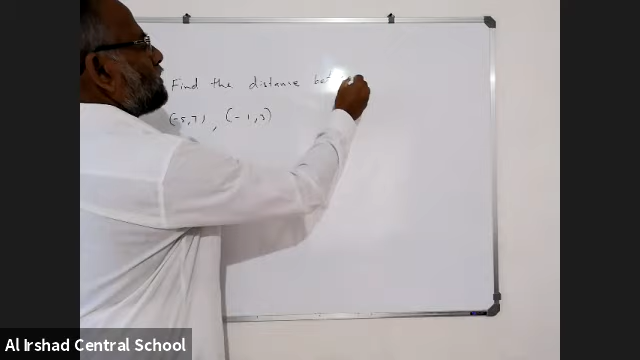 Find the distance bet
(-5,7) , (-1,3)
Al Irshad Central School